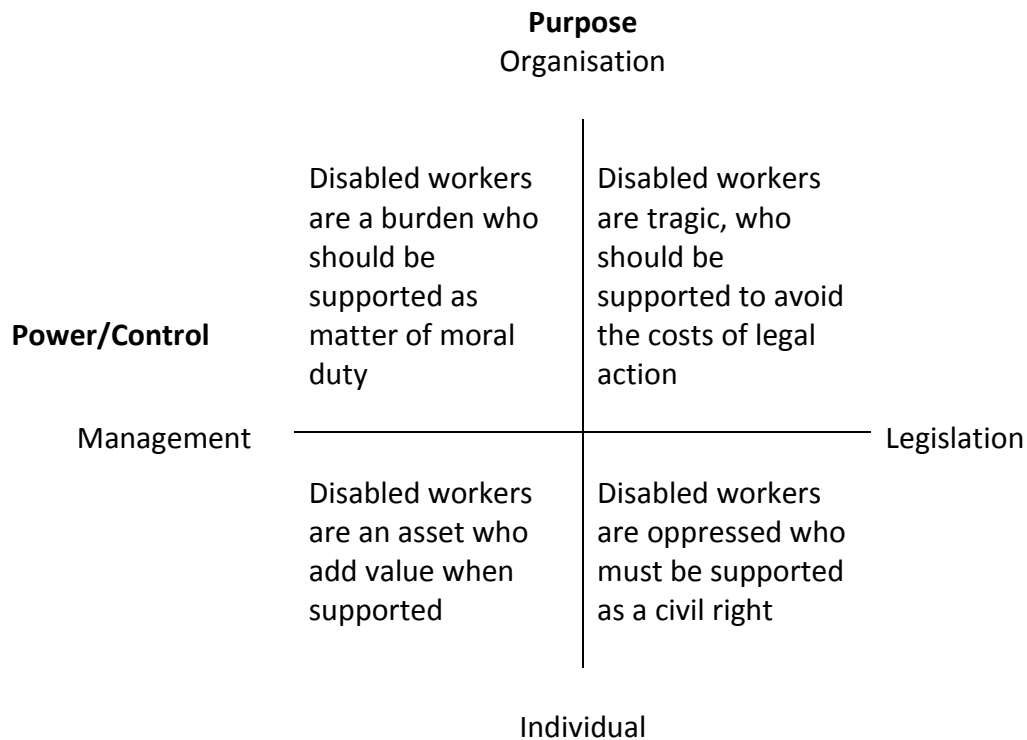 Purpose
Organisation
Disabled workers
are a burden who
should be
supported as
matter of moral
duty
Disabled workers
are tragic, who
should be
supported to avoid
the costs of legal
action
Power/Control
Management
Legislation
Disabled workers
are an asset who
add value when
supported
Disabled workers
are oppressed who
must be supported
as a civil right
Individual